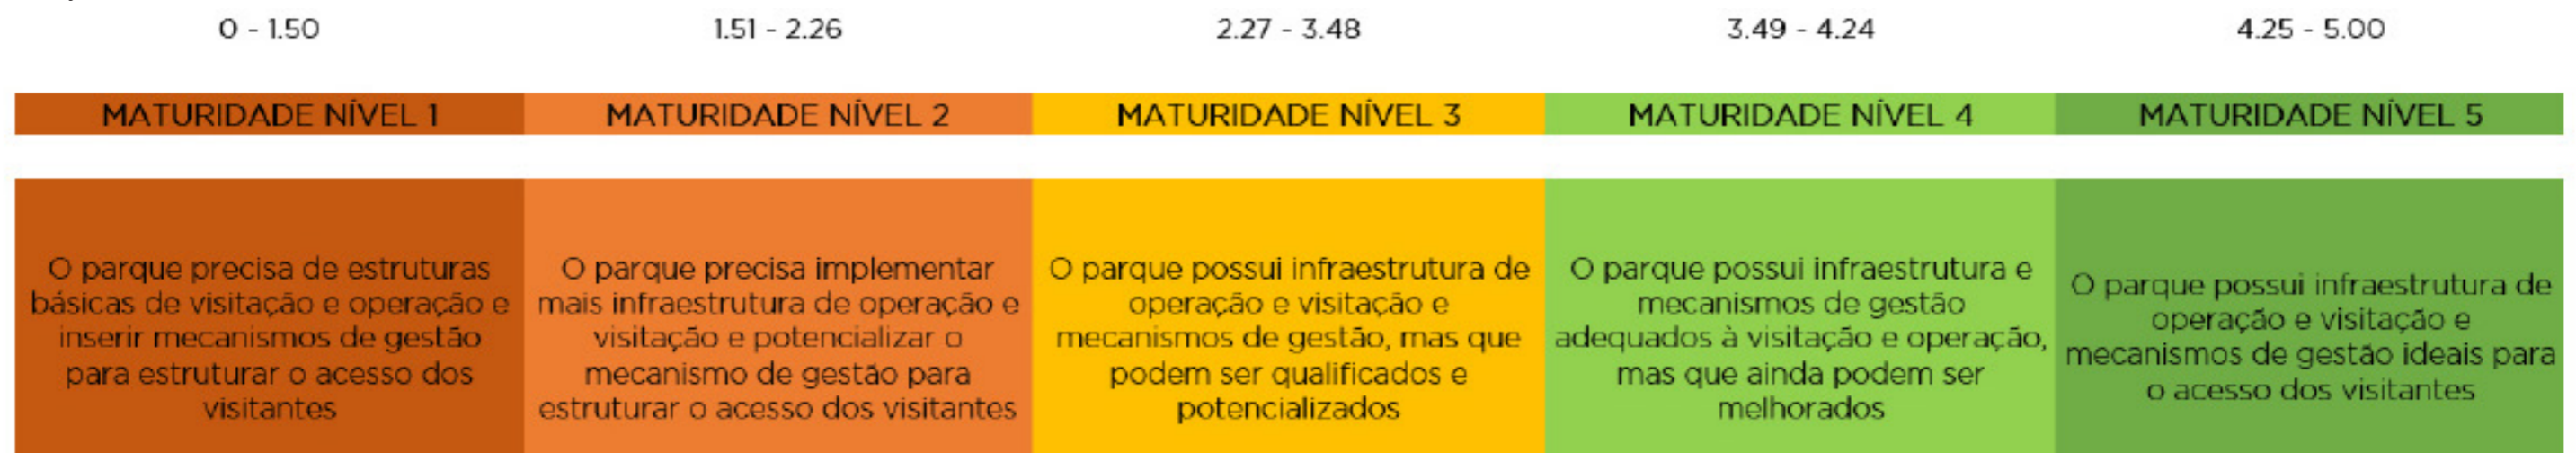 0 - 1.50
1.51 - 2.26
2.27 - 3.48
3.49 - 4.24
4.25 - 5.00
MATURIDADE NÍVEL 1
MATURIDADE NÍVEL 2
MATURIDADE NÍVEL 3
MATURIDADE NÍVEL 4
MATURIDADE NÍVEL 5
O parque precisa de estruturas
básicas de visitação e operação e
inserir mecanismos de gestão
para estruturar o acesso dos
visitantes
O parque precisa implementar
mais infraestrutura de operação e
visitação e potencializar o
mecanismo de gestão para
estruturar o acesso dos visitantes
O parque possui infraestrutura de
operação e visitação e
mecanismos de gestão, mas que
podem ser qualificados e
potencializados
O parque possui infraestrutura e
mecanismos de gestão
adequados à visitação e operação,
mas que ainda podem ser
melhorados
O parque possui infraestrutura de
operação e visitação e
mecanismos de gestão ideais para
o acesso dos visitantes